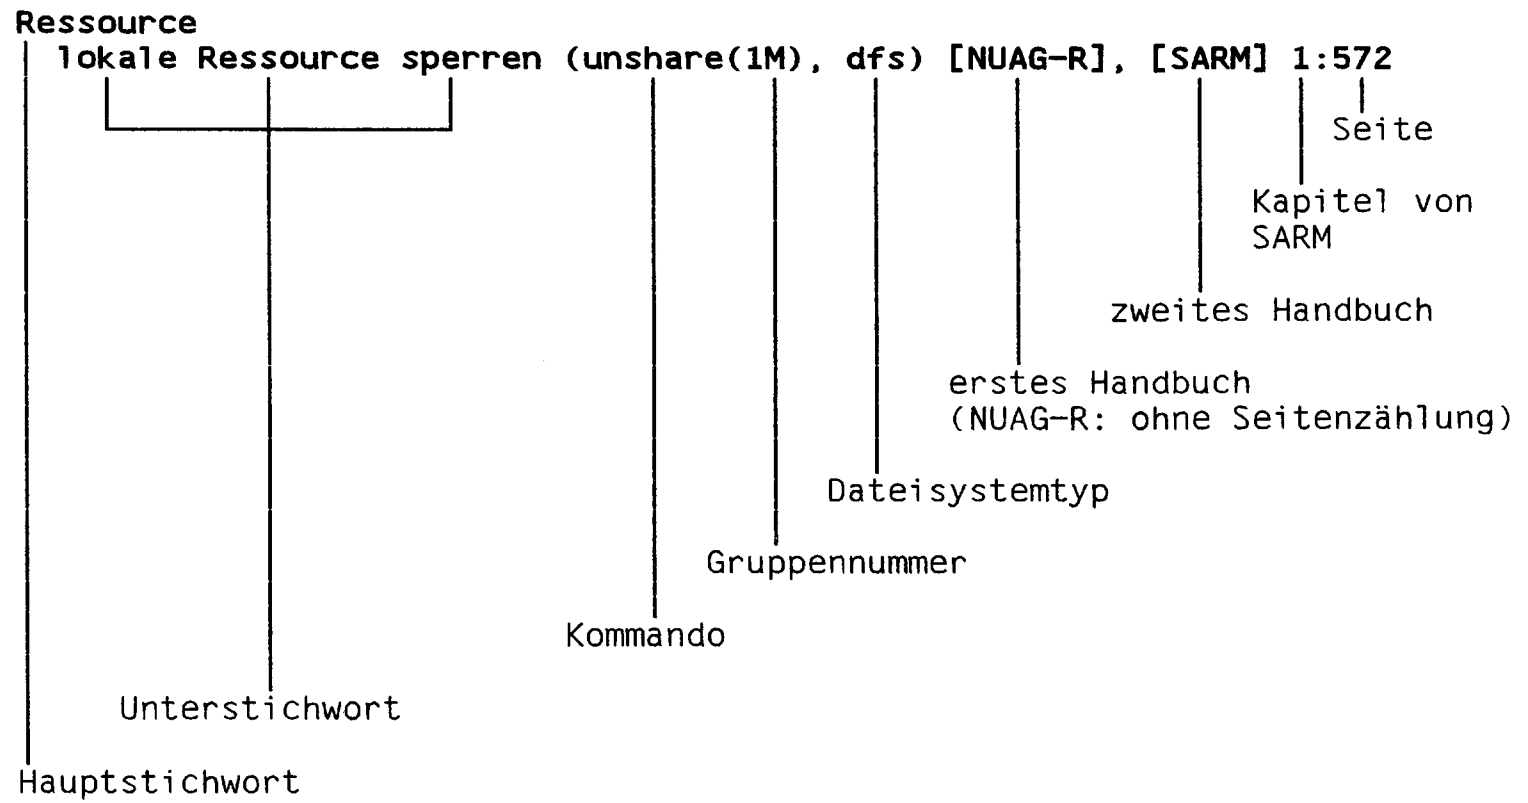 Ressource
lokale Ressource sperren (unshare(1M), dfs) [NUAG-R], [SARM] 1:572
Seite
Kapitel von
SARM
zweites Handbuch
erstes Handbuch
(NUAG-R: ohne Seitenzählung)
Dateisystemtyp
Gruppennummer
Kommando
Unterstichwort
Hauptstichwort